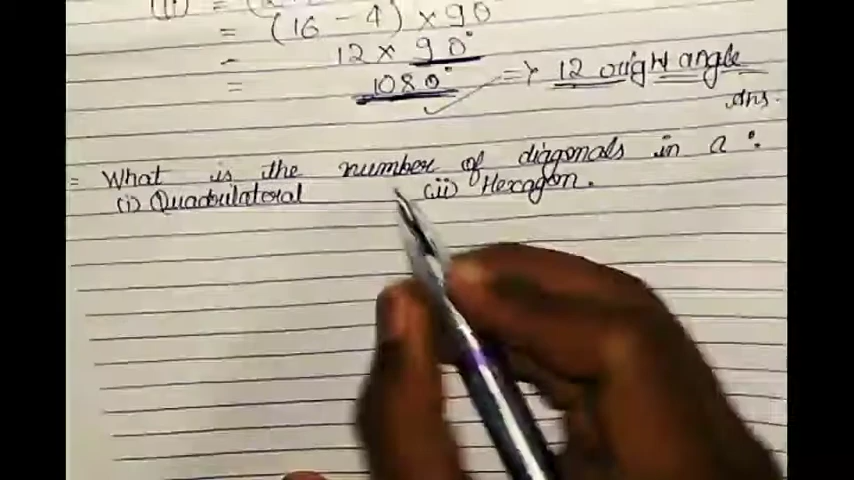 = (16 - 4) × 90
- 12 × 90°
= 1080° => 12 right angle
Ans.
= What is the number of diagonals in a :
(i) Quadrilateral (ii) Hexagon.